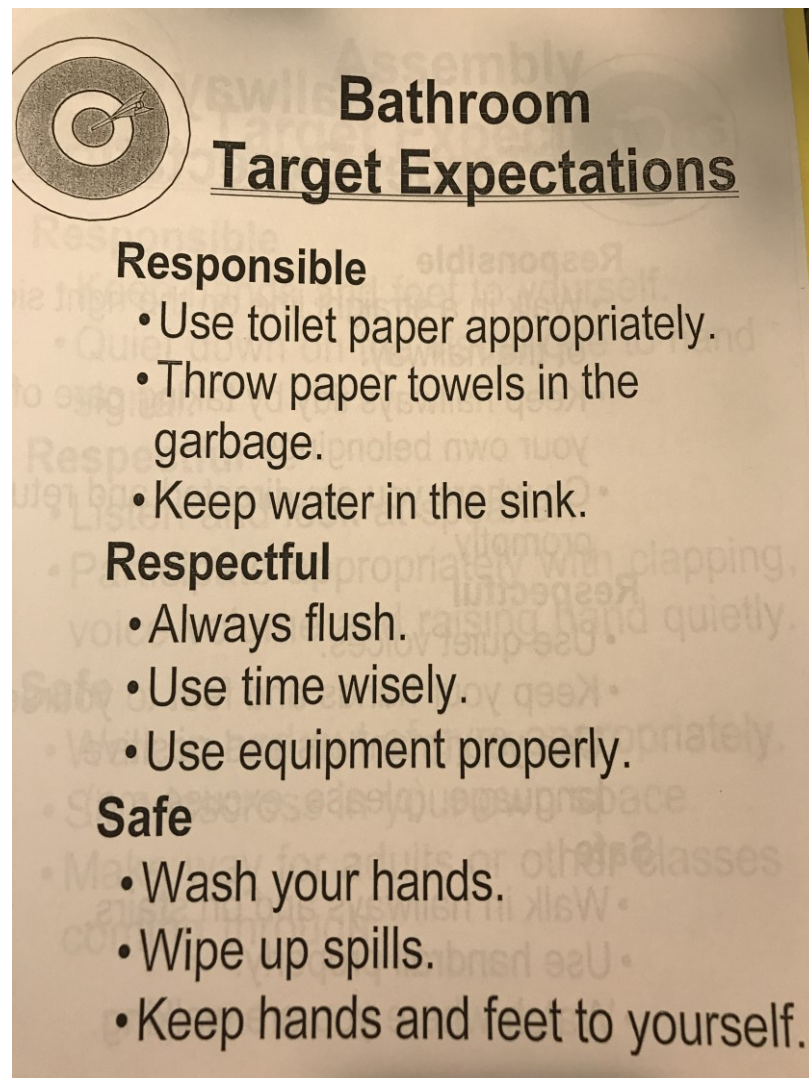 Bathroom
Target Expectations
Responsible
• Use toilet paper appropriately.
• Throw paper towels in the
garbage.
• Keep water in the sink.
Respectful
• Always flush.
• Use time wisely.
• Use equipment properly.
Safe
• Wash your hands.
• Wipe up spills.
• Keep hands and feet to yourself.